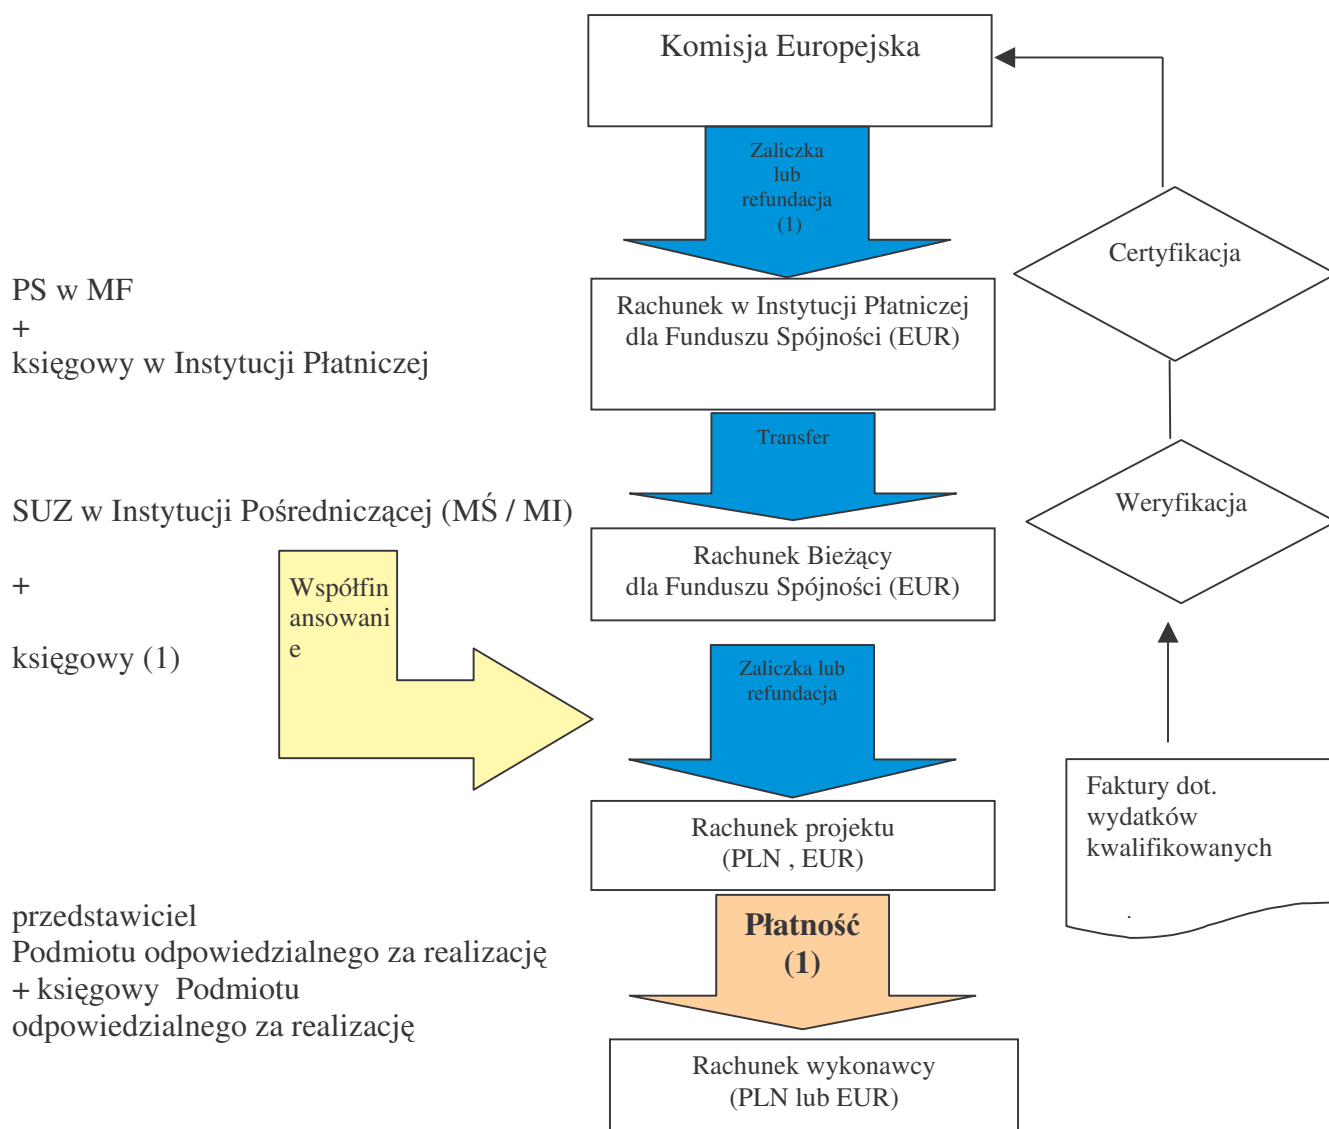 Komisja Europejska
Zaliczka
lub
refundacja
(1)
Certyfikacja
PS w MF
+
księgowy w Instytucji Płatniczej
Rachunek w Instytucji Płatniczej
dla Funduszu Spójności (EUR)
Transfer
Weryfikacja
SUZ w Instytucji Pośredniczącej (MŚ / MI)
+
księgowy (1)
Rachunek Bieżący
dla Funduszu Spójności (EUR)
Współfin
ansowani
e
Zaliczka lub
refundacja
Faktury dot.
wydatków
kwalifikowanych
.
Rachunek projektu
(PLN , EUR)
przedstawiciel
Podmiotu odpowiedzialnego za realizację
+ księgowy  Podmiotu
odpowiedzialnego za realizację
Płatność
(1)
Rachunek wykonawcy
(PLN lub EUR)